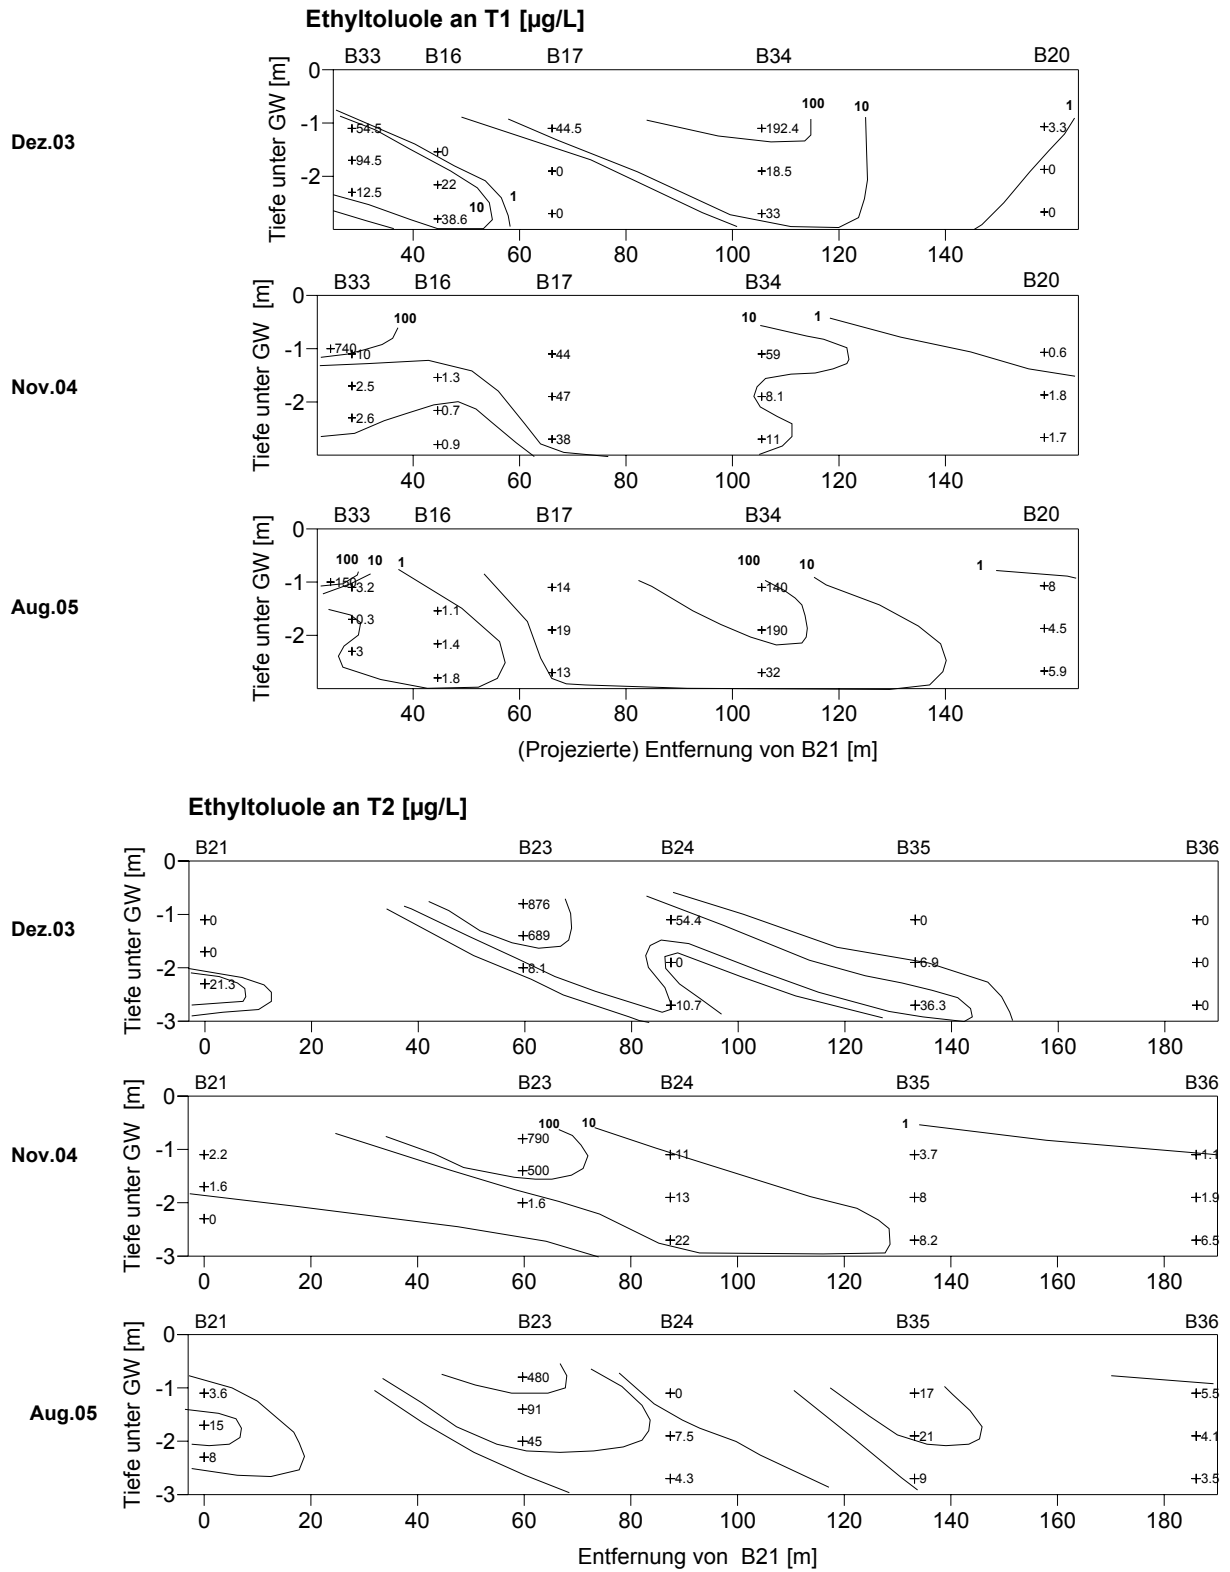 Ethyltoluole an T1 [µg/L]
B33 B16 B17 B34 B20
Dez.03
Tiefe unter GW [m]
0
-1
-2
100 10 1
+54.5 +44.5 +192.4 +3.3
+0
+94.5 +0 +18.5 +0
+22
+12.5
10 1
+38.6 +0 +33 +0
40 60 80 100 120 140
B33 B16 B17 B34 B20
Nov.04
Tiefe unter GW [m]
0
-1
-2
100 10 1
+740
+10 +44 +59 +0.6
+1.3
+2.5 +47 +8.1 +1.8
+0.7
+2.6
+0.9 +38 +11 +1.7
40 60 80 100 120 140
B33 B16 B17 B34 B20
Aug.05
Tiefe unter GW [m]
0
-1
-2
100 10 1 100 10 1
+150
+3.2 +14 +140 +8
+1.1
+0.3 +19 +190 +4.5
+1.4
+3
+1.8 +13 +32 +5.9
40 60 80 100 120 140
(Projezierte) Entfernung von B21 [m]
Ethyltoluole an T2 [µg/L]
B21 B23 B24 B35 B36
Dez.03
Tiefe unter GW [m]
0
-1
-2
-3
+876
+0 +54.4 +0 +0
+689
+0
+8.1 +0 +6.9 +0
+21.3
+10.7 +36.3 +0
0 20 40 60 80 100 120 140 160 180
B21 B23 B24 B35 B36
Nov.04
Tiefe unter GW [m]
0
-1
-2
-3
100 10 1
+790
+2.2 +11 +3.7 +1.1
+500
+1.6
+1.6 +13 +8 +1.9
+0
+22 +8.2 +6.5
0 20 40 60 80 100 120 140 160 180
B21 B23 B24 B35 B36
Aug.05
Tiefe unter GW [m]
0
-1
-2
-3
+480
+3.6 +0 +17 +5.5
+91
+15
+45 +7.5 +21 +4.1
+8
+4.3 +9 +3.5
0 20 40 60 80 100 120 140 160 180
Entfernung von B21 [m]